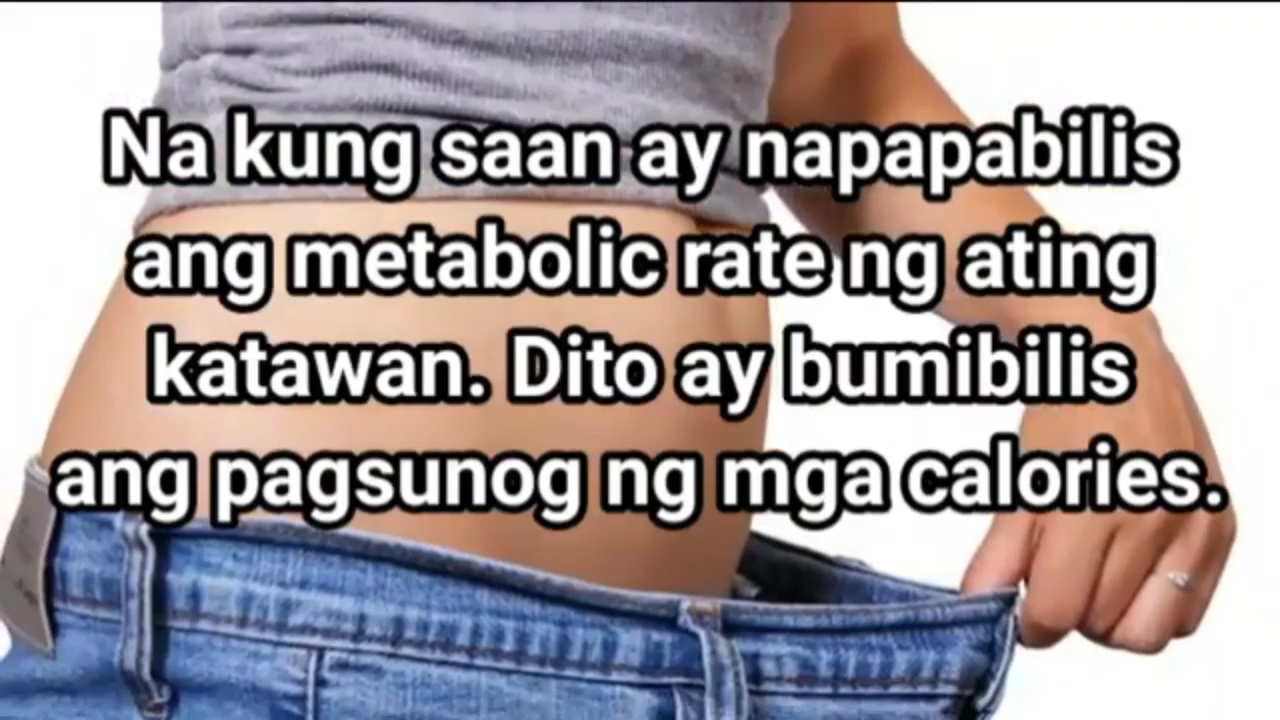 Na kung saan ay napapabilis
ang metabolic rate ng ating
katawan. Dito ay bumibilis
ang pagsunog ng mga calories.